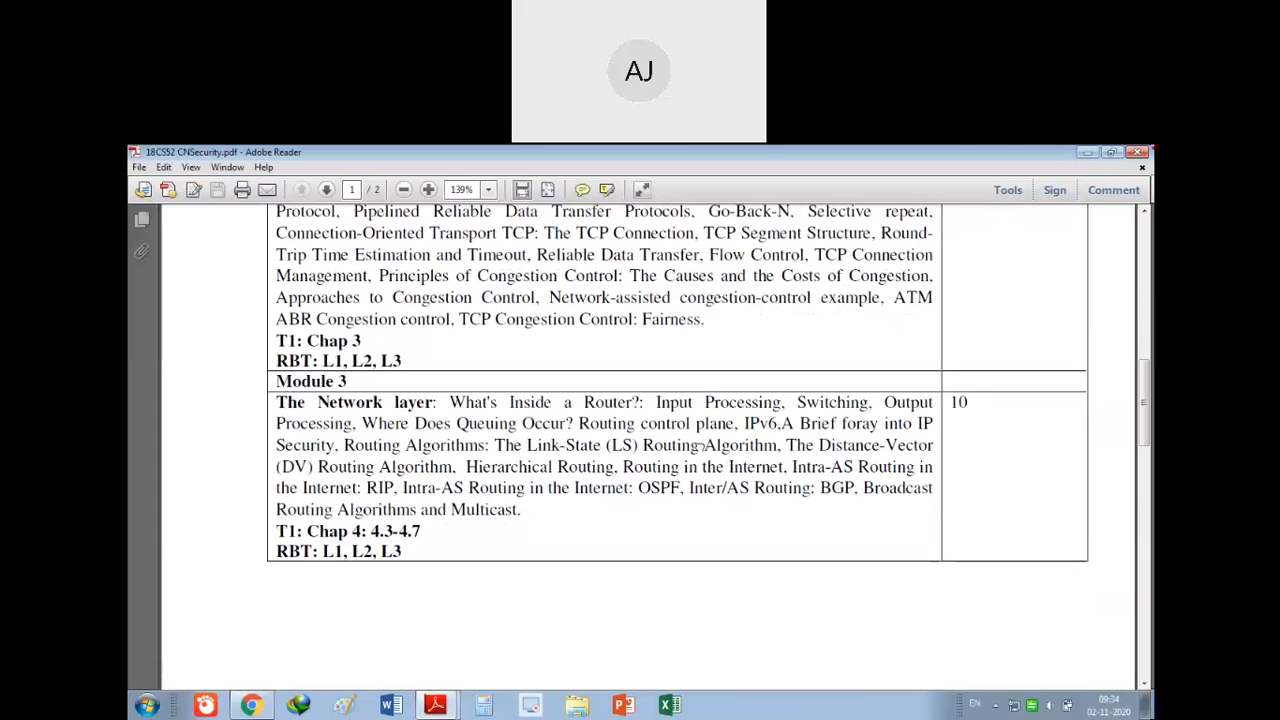 AJ
18CS52 CNSecurity.pdf - Adobe Reader
File Edit View Window Help
1 / 2 139% Tools Sign Comment
Protocol, Pipelined Reliable Data Transfer Protocols, Go-Back-N, Selective repeat,
Connection-Oriented Transport TCP: The TCP Connection, TCP Segment Structure, Round-
Trip Time Estimation and Timeout, Reliable Data Transfer, Flow Control, TCP Connection
Management, Principles of Congestion Control: The Causes and the Costs of Congestion,
Approaches to Congestion Control, Network-assisted congestion-control example, ATM
ABR Congestion control, TCP Congestion Control: Fairness.
T1: Chap 3
RBT: L1, L2, L3
Module 3
The Network layer: What's Inside a Router?: Input Processing, Switching, Output 10
Processing, Where Does Queuing Occur? Routing control plane, IPv6,A Brief foray into IP
Security, Routing Algorithms: The Link-State (LS) Routing Algorithm, The Distance-Vector
(DV) Routing Algorithm, Hierarchical Routing, Routing in the Internet, Intra-AS Routing in
the Internet: RIP, Intra-AS Routing in the Internet: OSPF, Inter/AS Routing: BGP, Broadcast
Routing Algorithms and Multicast.
T1: Chap 4: 4.3-4.7
RBT: L1, L2, L3
EN 09:34
02-11-2020